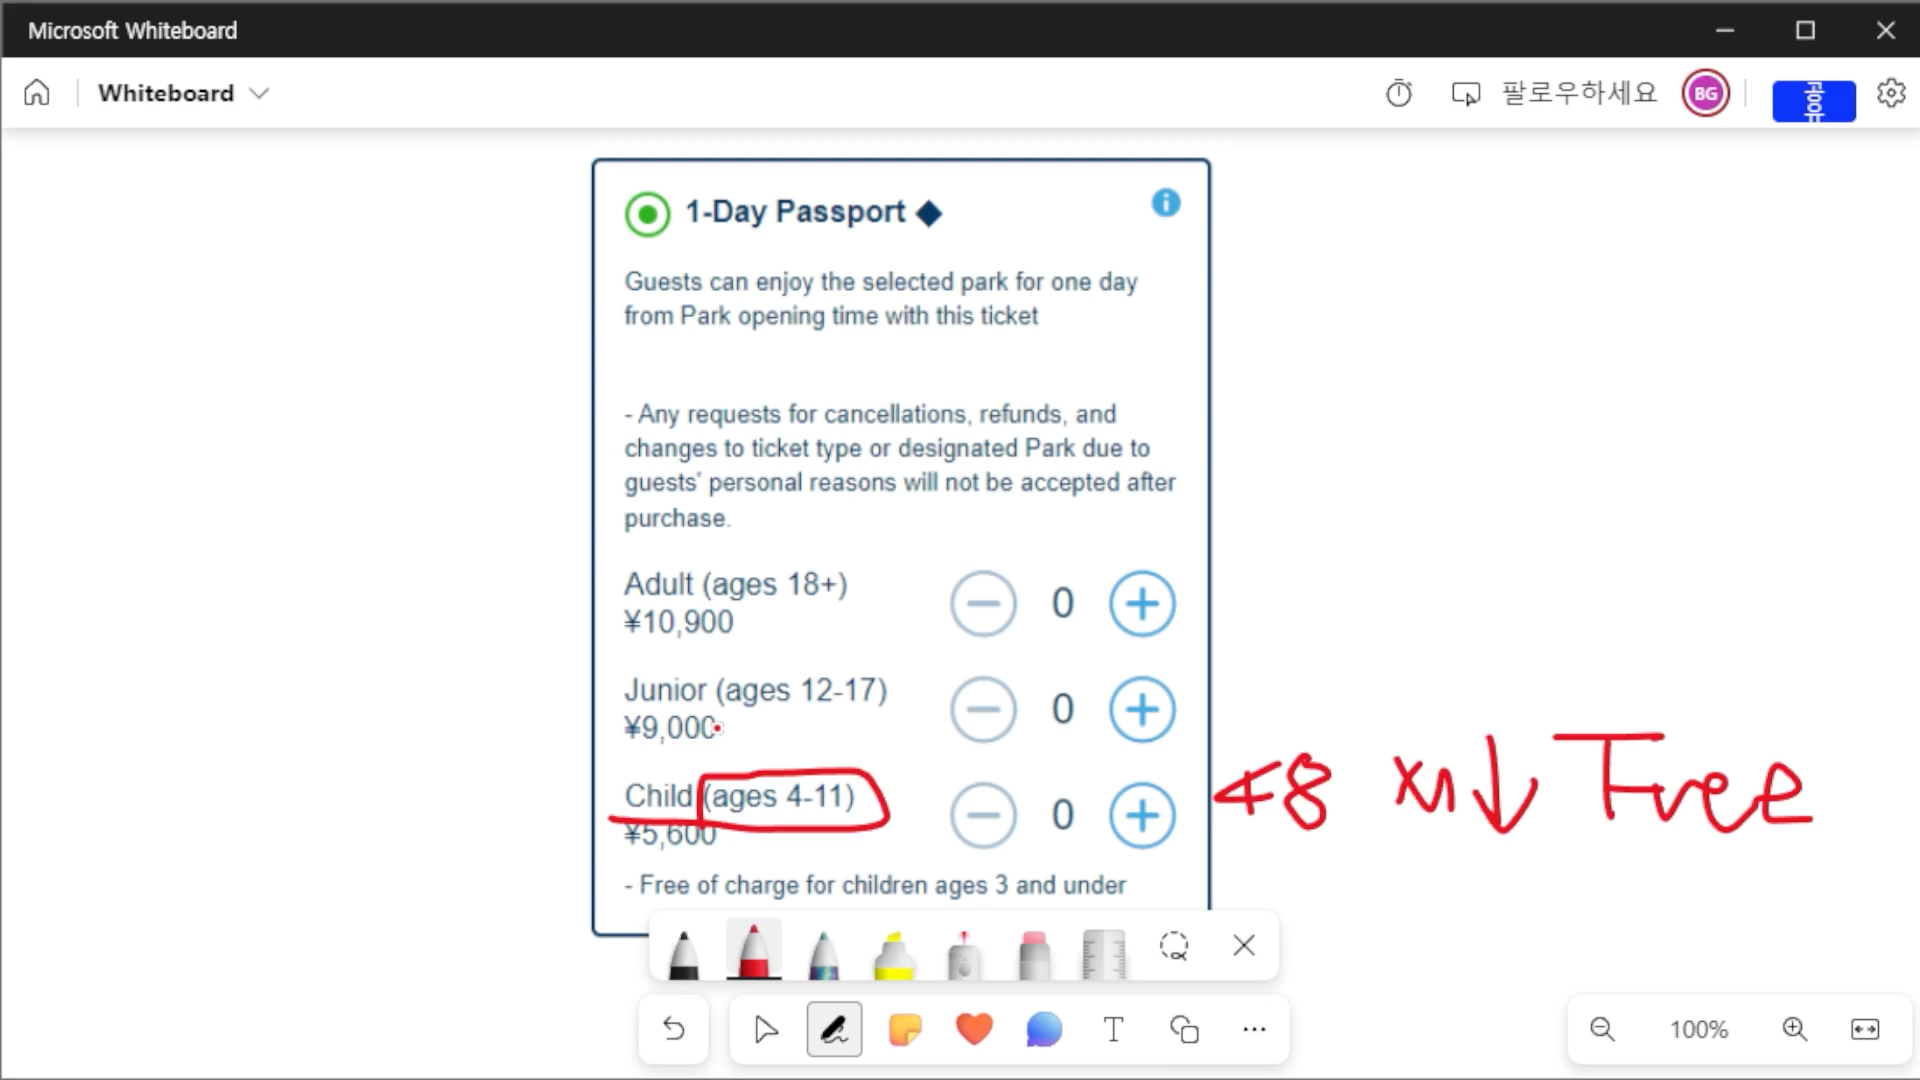 Microsoft Whiteboard
Whiteboard
팔로우하세요
BG
공유
1-Day Passport
Guests can enjoy the selected park for one day
from Park opening time with this ticket
- Any requests for cancellations, refunds, and
changes to ticket type or designated Park due to
guests' personal reasons will not be accepted after
purchase.
Adult (ages 18+)
¥10,900
0
Junior (ages 12-17)
¥9,000
0
Child (ages 4-11)
¥5,600
0
Free
- Free of charge for children ages 3 and under
T
100%